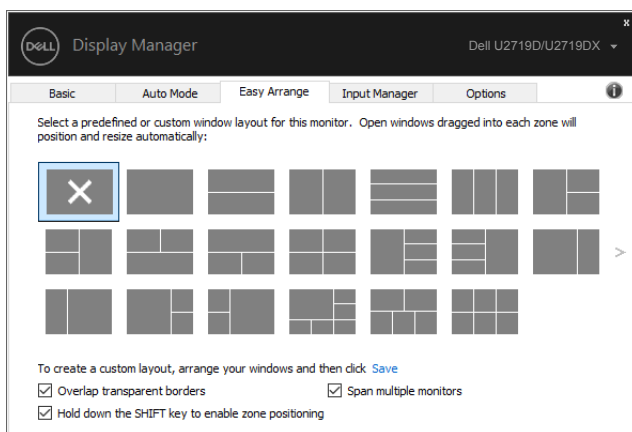 x
DELL Display Manager Dell U2719D/U2719DX
Basic Auto Mode Easy Arrange Input Manager Options i
Select a predefined or custom window layout for this monitor. Open windows dragged into each zone will
position and resize automatically:
>
To create a custom layout, arrange your windows and then click Save
Overlap transparent borders Span multiple monitors
Hold down the SHIFT key to enable zone positioning